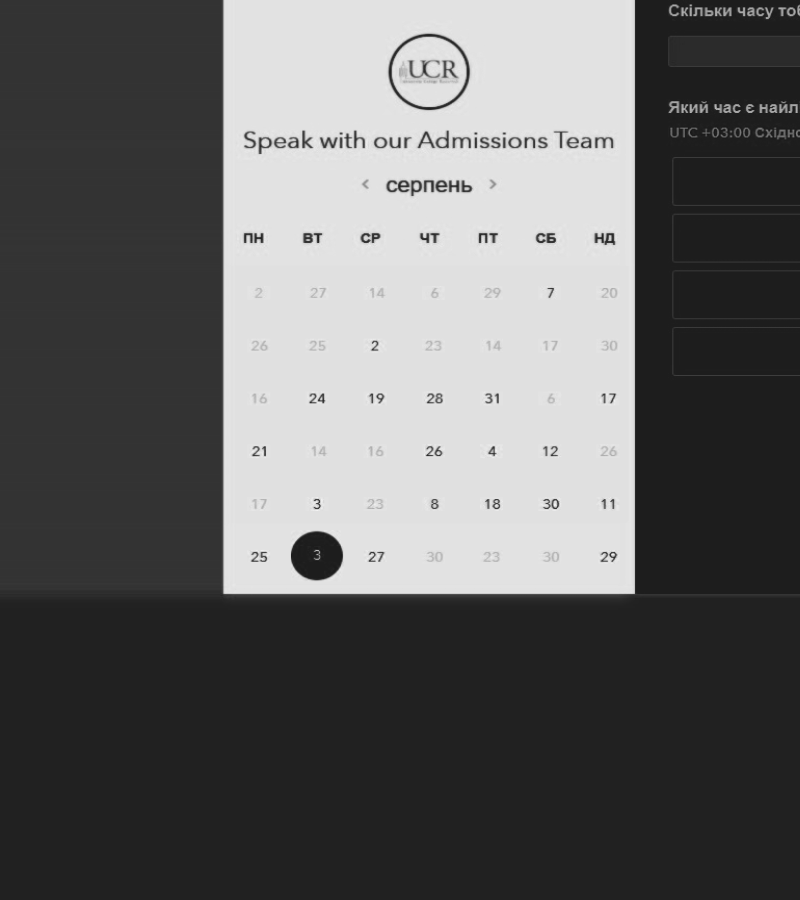 UCR
Speak with our Admissions Team
< серпень >
ПН ВТ СР ЧТ ПТ СБ НД
2 27 14 6 29 7 20
26 25 2 23 14 17 30
16 24 19 28 31 6 17
21 14 16 26 4 12 26
17 3 23 8 18 30 11
25 3 27 30 23 30 29
Скільки часу тоб
Який час є найл
UTC +03:00 Східно